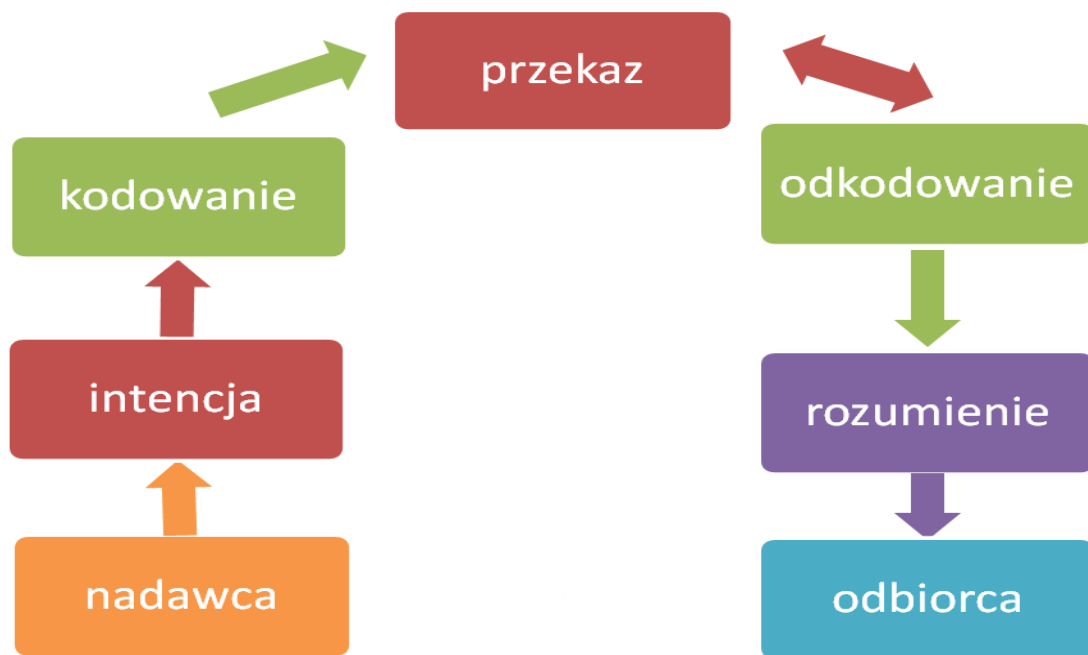 przekaz
kodowanie
odkodowanie
intencja
rozumienie
nadawca
odbiorca